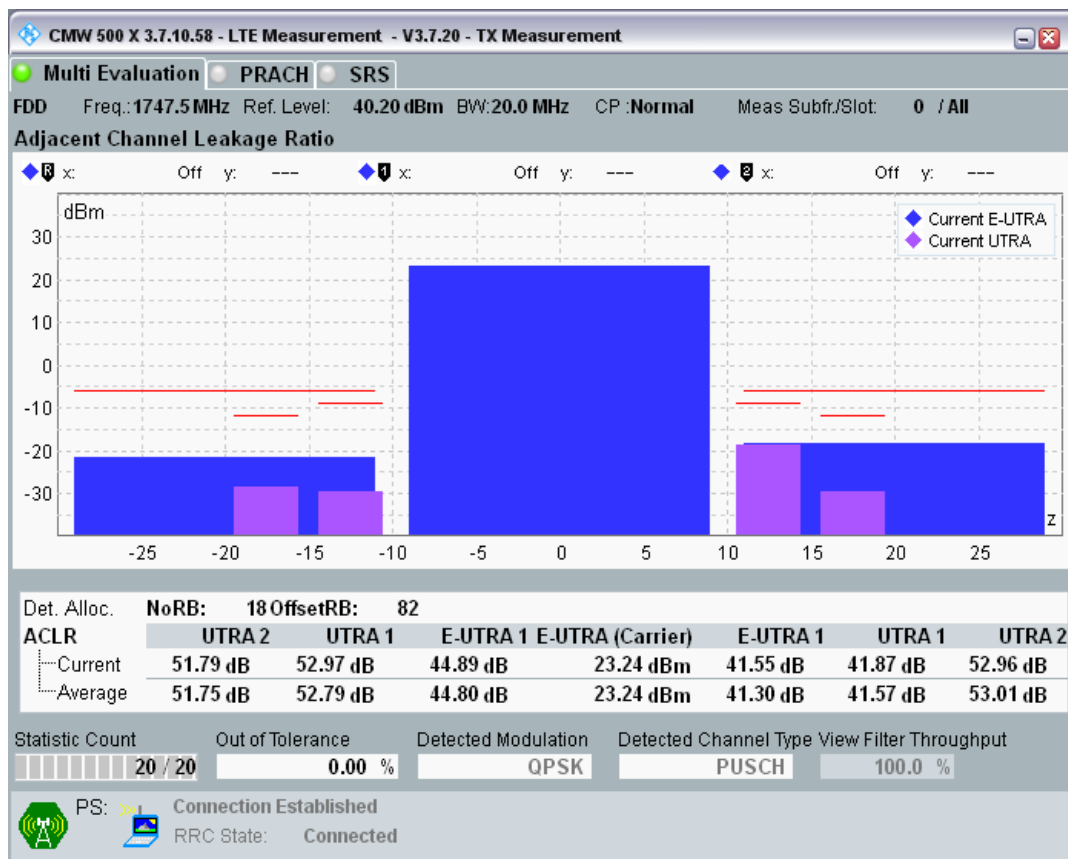 CMW 500 X 3.7.10.58 - LTE Measurement - V3.7.20 - TX Measurement
Multi Evaluation PRACH SRS
FDD Freq.:1747.5 MHz Ref. Level: 40.20 dBm BW:20.0 MHz CP :Normal Meas Subfr./Slot: 0 / All
Adjacent Channel Leakage Ratio
R x: Off y: --- 1 x: Off y: --- 2 x: Off y: ---
dBm
Current E-UTRA
Current UTRA
30
20
10
0
-10
-20
-30
z
-25 -20 -15 -10 -5 0 5 10 15 20 25
Det. Alloc. NoRB: 18 OffsetRB: 82
ACLR UTRA 2 UTRA 1 E-UTRA 1 E-UTRA (Carrier) E-UTRA 1 UTRA 1 UTRA 2
Current 51.79 dB 52.97 dB 44.89 dB 23.24 dBm 41.55 dB 41.87 dB 52.96 dB
Average 51.75 dB 52.79 dB 44.80 dB 23.24 dBm 41.30 dB 41.57 dB 53.01 dB
Statistic Count Out of Tolerance Detected Modulation Detected Channel Type View Filter Throughput
20 / 20 0.00 % QPSK PUSCH 100.0 %
PS: Connection Established
RRC State: Connected